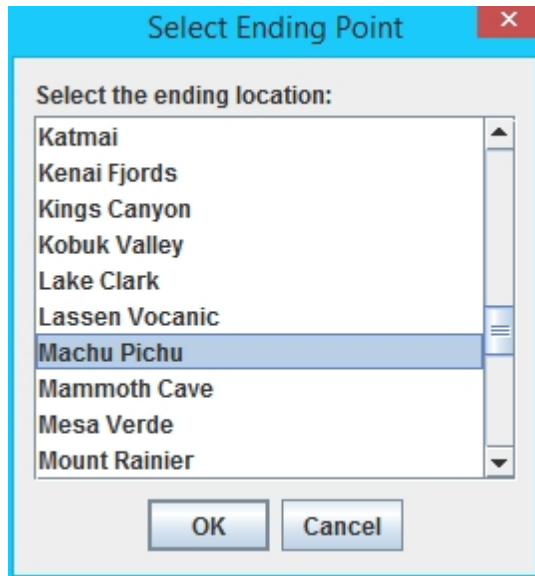 Select Ending Point
Select the ending location:
Katmai
Kenai Fjords
Kings Canyon
Kobuk Valley
Lake Clark
Lassen Vocanic
Machu Pichu
Mammoth Cave
Mesa Verde
Mount Rainier
OK Cancel